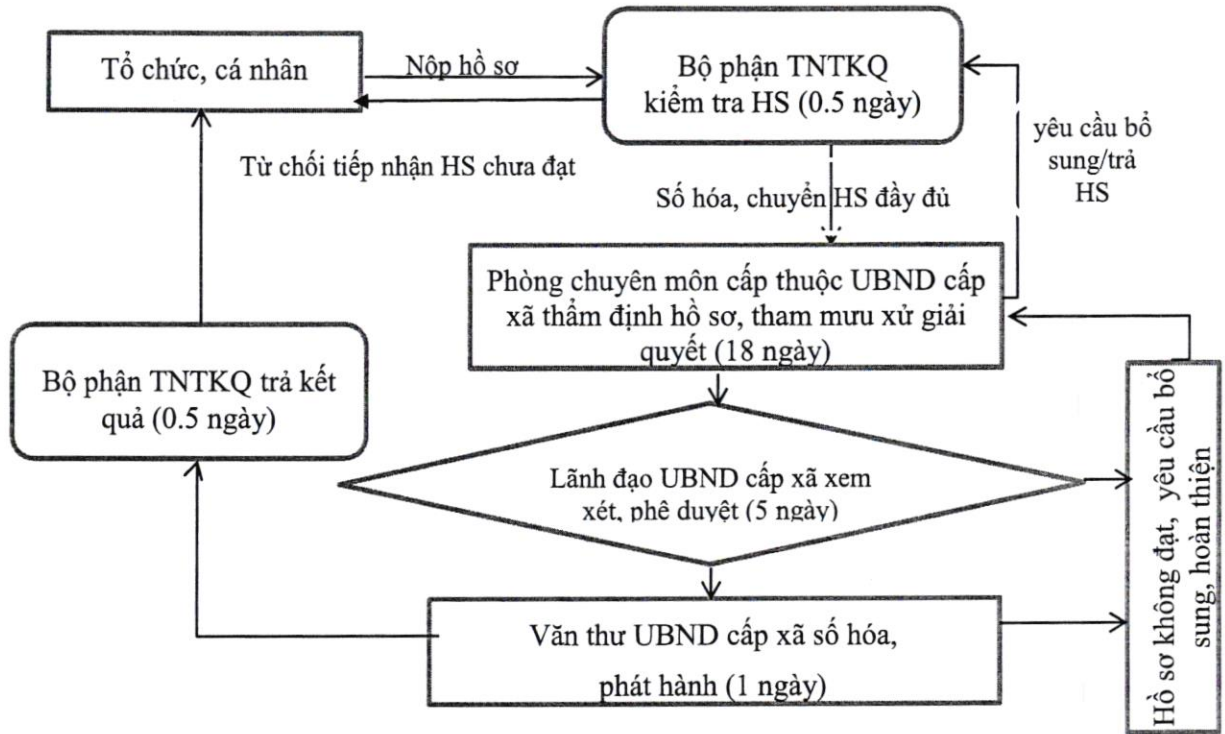 Tổ chức, cá nhân
Nộp hồ sơ
Bộ phận TNTKQ
kiểm tra HS (0.5 ngày)
yêu cầu bổ
sung/trả
HS
Từ chối tiếp nhận HS chưa đạt
Số hóa, chuyển HS đầy đủ
Phòng chuyên môn cấp thuộc UBND cấp
xã thẩm định hồ sơ, tham mưu xử giải
quyết (18 ngày)
Bộ phận TNTKQ trả kết
quả (0.5 ngày)
Lãnh đạo UBND cấp xã xem
xét, phê duyệt (5 ngày)
Hồ sơ không đạt, yêu cầu bổ
sung, hoàn thiện
Văn thư UBND cấp xã số hóa,
phát hành (1 ngày)